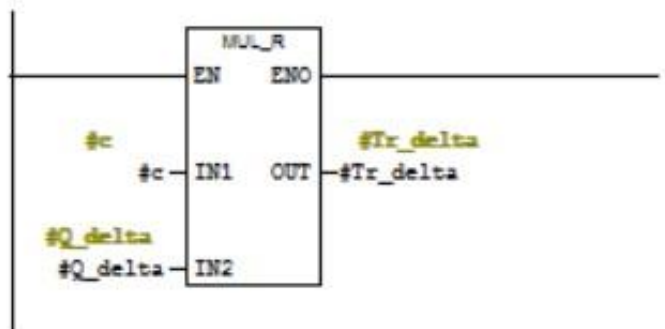 MUL_R
EN ENO
#c #Tr_delta
#c IN1 OUT #Tr_delta
#Q_delta
#Q_delta IN2